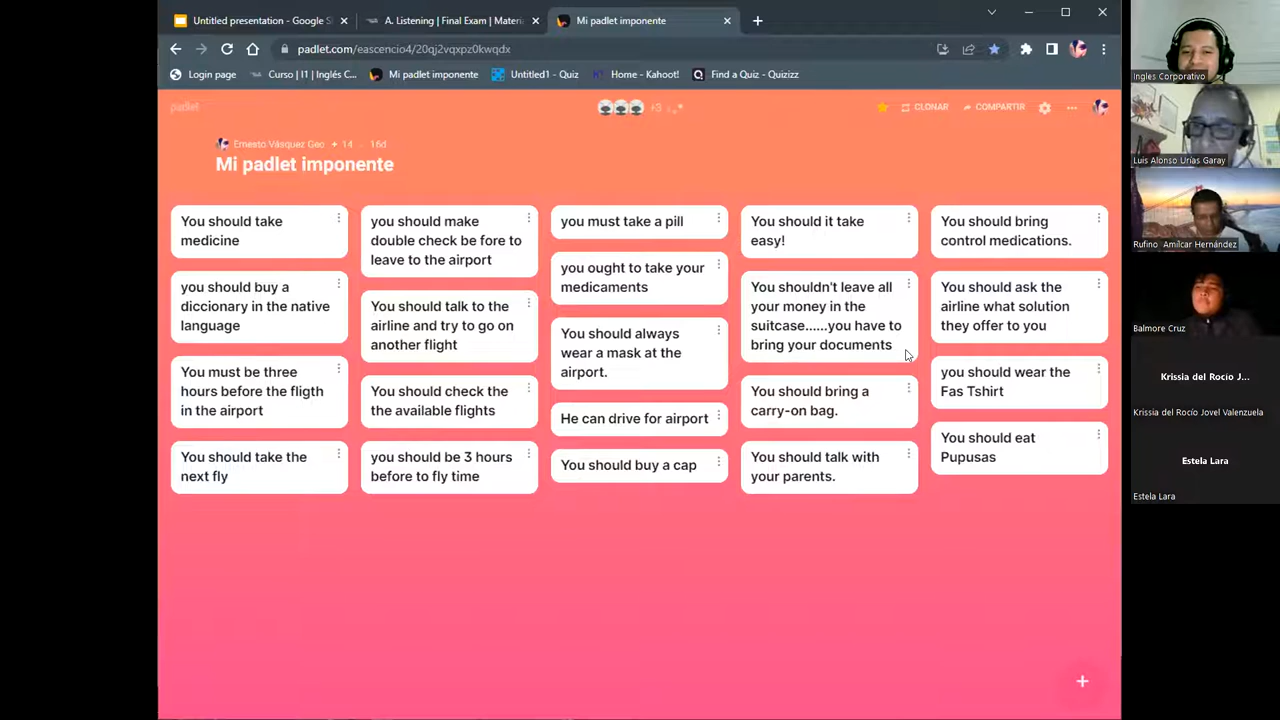 Untitled presentation - Google S
A. Listening | Final Exam | Materi
Mi padlet imponente
padlet.com/eascencio4/20qj2vqxpz0kwqdx
Login page
Curso | I1 | Inglés C...
Mi padlet imponente
Untitled1 - Quiz
Home - Kahoot!
Find a Quiz - Quizizz
padlet
+3
CLONAR
COMPARTIR
Ernesto Vásquez Geo + 14 16d
Mi padlet imponente
You should take
medicine
you should buy a
diccionary in the native
language
You must be three
hours before the fligth
in the airport
You should take the
next fly
you should make
double check be fore to
leave to the airport
You should talk to the
airline and try to go on
another flight
You should check the
the available flights
you should be 3 hours
before to fly time
you must take a pill
you ought to take your
medicaments
You should always
wear a mask at the
airport.
He can drive for airport
You should buy a cap
You should it take
easy!
You shouldn't leave all
your money in the
suitcase......you have to
bring your documents
You should bring a
carry-on bag.
You should talk with
your parents.
You should bring
control medications.
You should ask the
airline what solution
they offer to you
you should wear the
Fas Tshirt
You should eat
Pupusas
Ingles Corporativo
Luis Alonso Urías Garay
Rufino Amílcar Hernández
Balmore Cruz
Krissia del Rocio J...
Krissia del Rocío Jovel Valenzuela
Estela Lara
Estela Lara